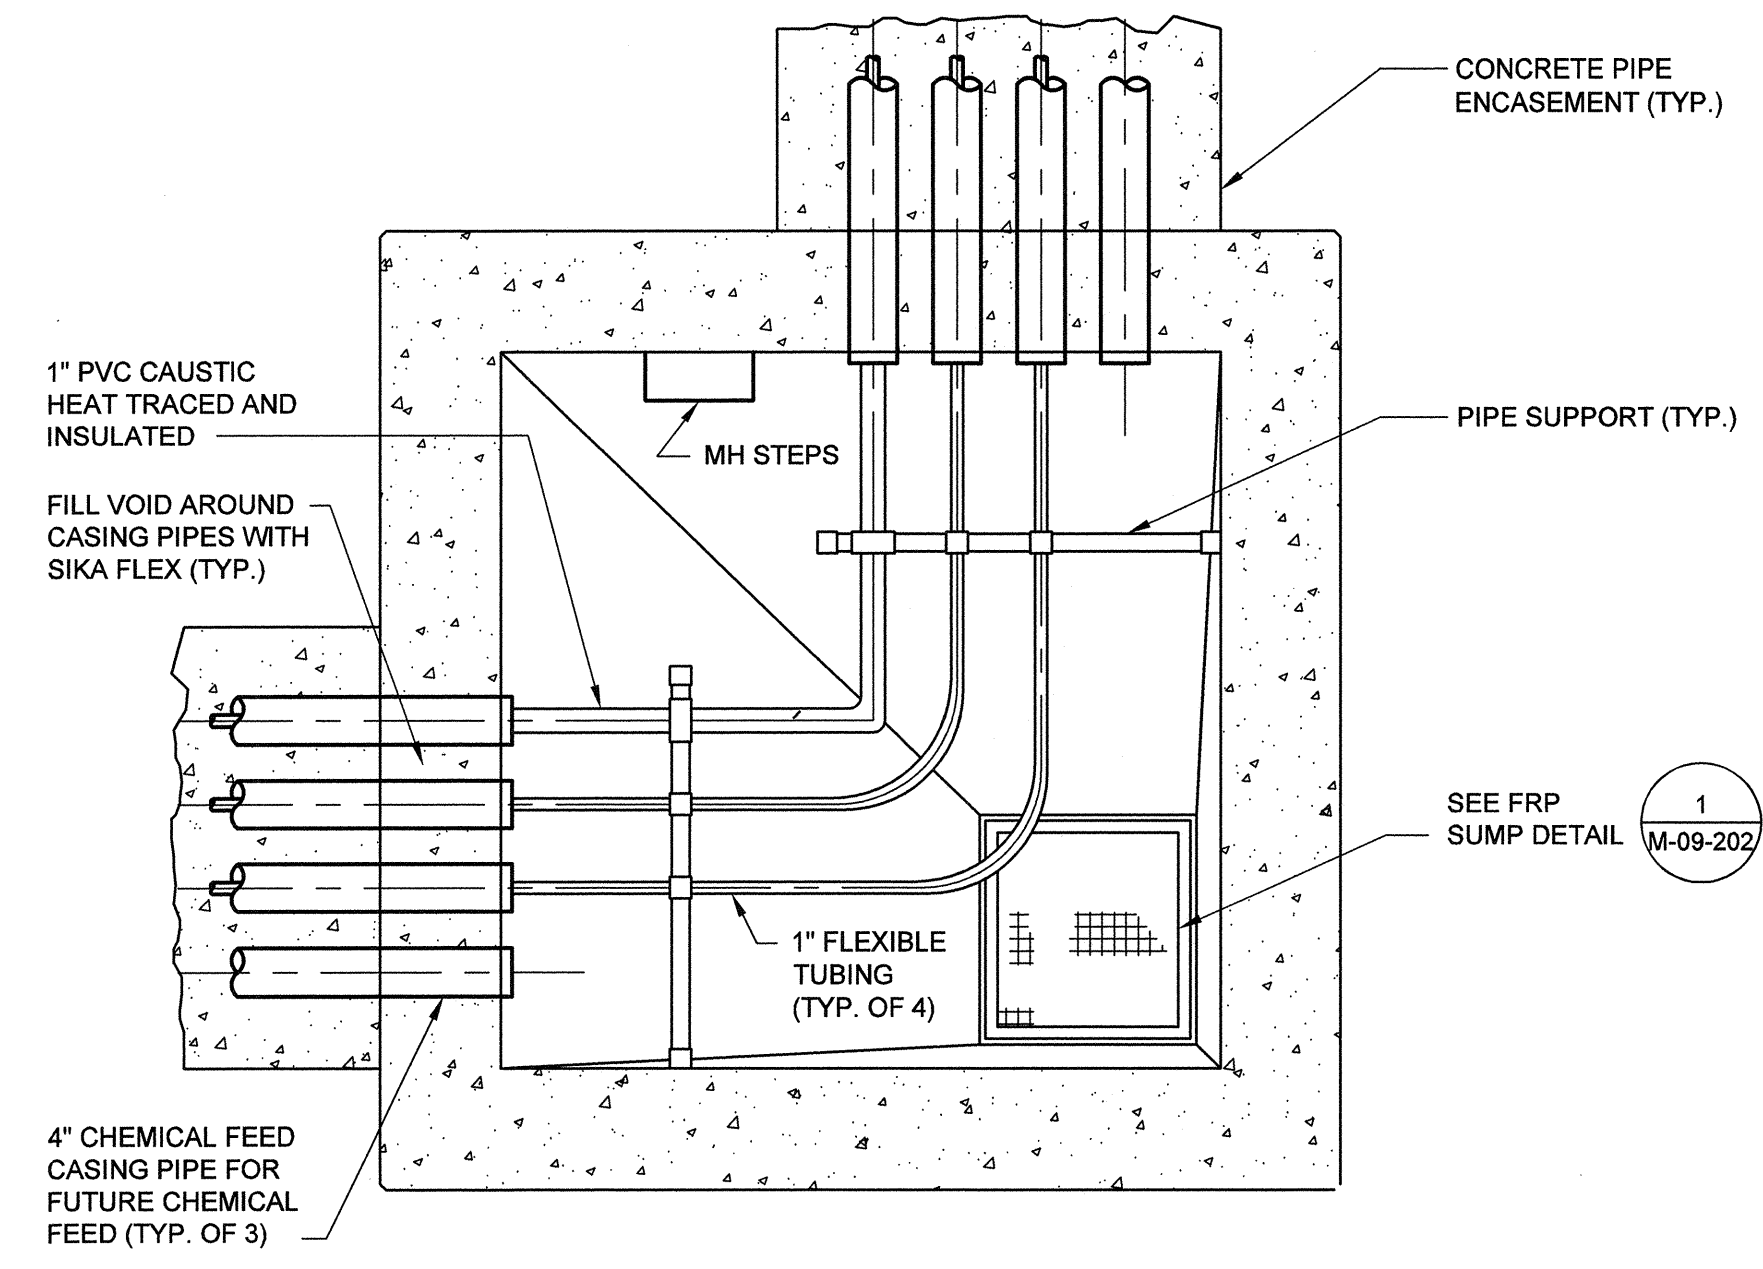 CONCRETE PIPE
ENCASEMENT (TYP.)
1" PVC CAUSTIC
HEAT TRACED AND
INSULATED
MH STEPS
PIPE SUPPORT (TYP.)
FILL VOID AROUND
CASING PIPES WITH
SIKA FLEX (TYP.)
SEE FRP
SUMP DETAIL
1
M-09-202
1" FLEXIBLE
TUBING
(TYP. OF 4)
4" CHEMICAL FEED
CASING PIPE FOR
FUTURE CHEMICAL
FEED (TYP. OF 3)